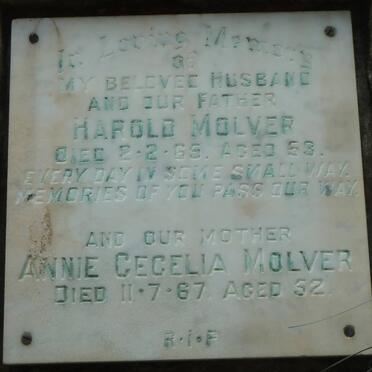 In Loving Memory
OF
MY BELOVED HUSBAND
AND OUR FATHER
HAROLD MOLVER
DIED 2·2·65. AGED 53.
EVERY DAY IN SOME SMALL WAY.
MEMORIES OF YOU PASS OUR WAY.
AND OUR MOTHER
ANNIE CECELIA MOLVER
DIED 11·7·67. AGED 52.
R·I·P